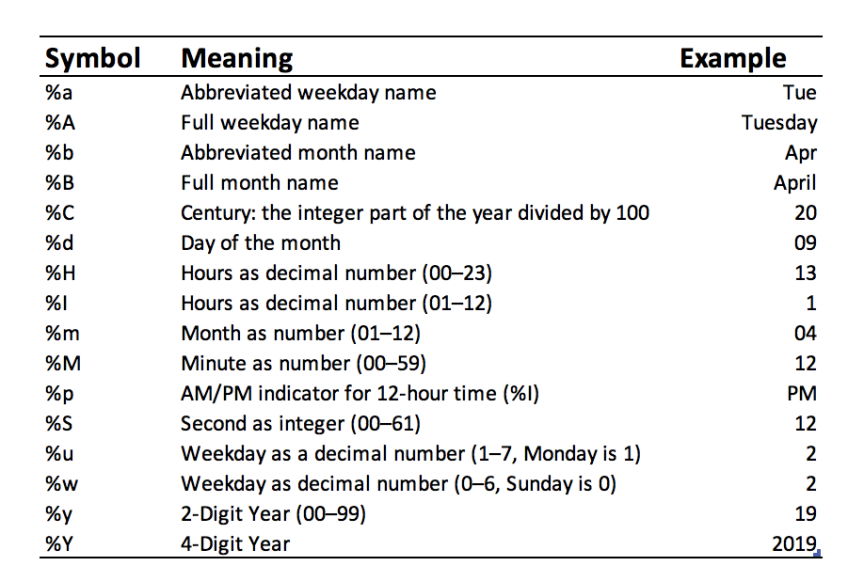 Symbol Meaning Example
%a Abbreviated weekday name Tue
%A Full weekday name Tuesday
%b Abbreviated month name Apr
%B Full month name April
%C Century: the integer part of the year divided by 100 20
%d Day of the month 09
%H Hours as decimal number (00–23) 13
%I Hours as decimal number (01–12) 1
%m Month as number (01–12) 04
%M Minute as number (00–59) 12
%p AM/PM indicator for 12-hour time (%I) PM
%S Second as integer (00–61) 12
%u Weekday as a decimal number (1–7, Monday is 1) 2
%w Weekday as decimal number (0–6, Sunday is 0) 2
%y 2-Digit Year (00–99) 19
%Y 4-Digit Year 2019